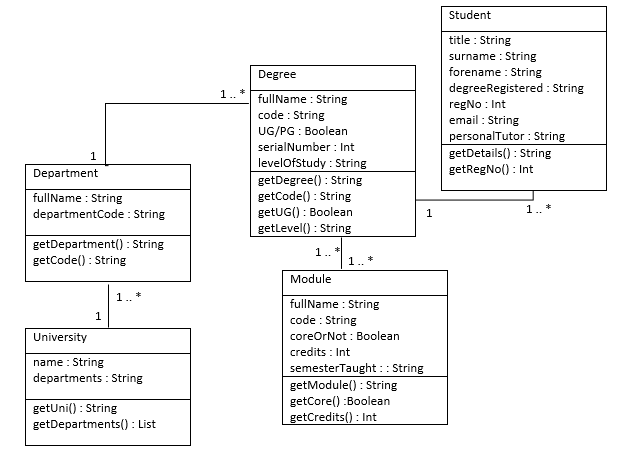 Student
title : String
surname : String
forename : String
degreeRegistered : String
regNo : Int
email : String
personalTutor : String
getDetails() : String
getRegNo() : Int
Degree
fullName : String
code : String
UG/PG : Boolean
serialNumber : Int
levelOfStudy : String
getDegree() : String
getCode() : String
getUG() : Boolean
getLevel() : String
1 .. *
1
1
1 .. *
Department
fullName : String
departmentCode : String
getDepartment() : String
getCode() : String
1 .. *
1 .. *
Module
fullName : String
code : String
coreOrNot : Boolean
credits : Int
semesterTaught : : String
getModule() : String
getCore() :Boolean
getCredits() : Int
1 .. *
1
University
name : String
departments : String
getUni() : String
getDepartments() : List